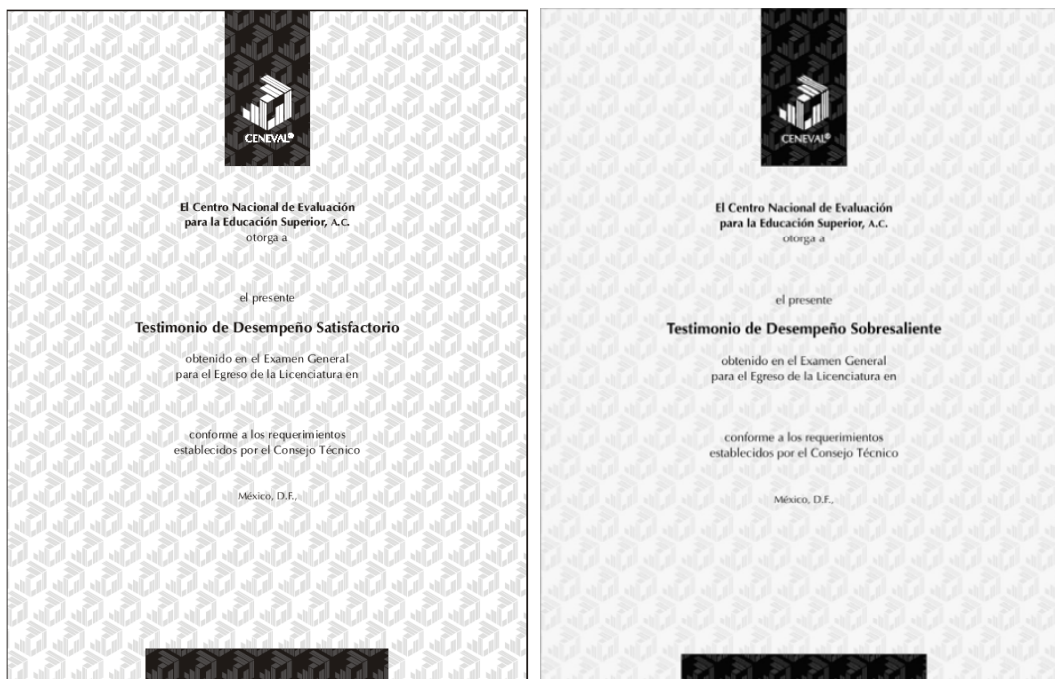 CENEVAL®
El Centro Nacional de Evaluación
para la Educación Superior, A.C.
otorga a
el presente
Testimonio de Desempeño Satisfactorio
obtenido en el Examen General
para el Egreso de la Licenciatura en
conforme a los requerimientos
establecidos por el Consejo Técnico
México, D.F.,
CENEVAL®
El Centro Nacional de Evaluación
para la Educación Superior, A.C.
otorga a
el presente
Testimonio de Desempeño Sobresaliente
obtenido en el Examen General
para el Egreso de la Licenciatura en
conforme a los requerimientos
establecidos por el Consejo Técnico
México, D.F.,